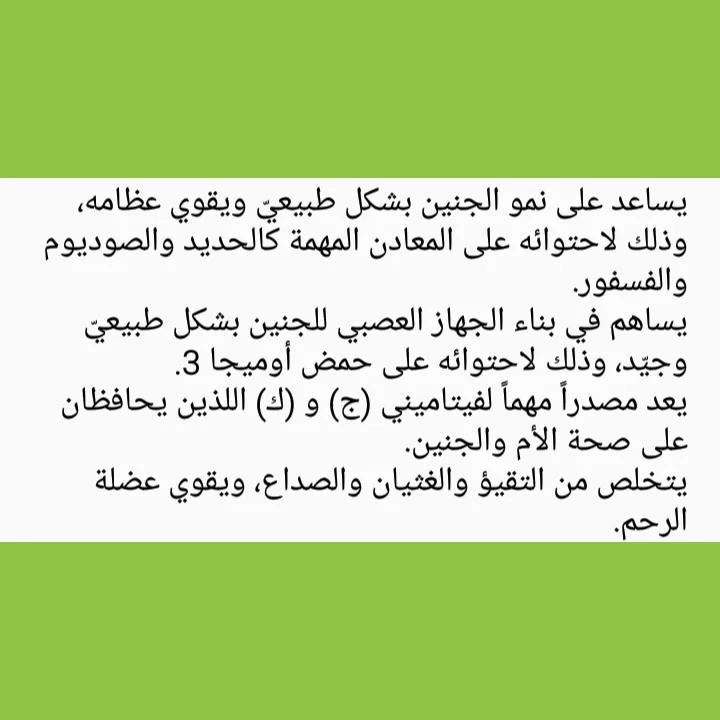 يساعد على نمو الجنين بشكل طبيعيّ ويقوي عظامه،
وذلك لاحتوائه على المعادن المهمة كالحديد والصوديوم
والفسفور.
يساهم في بناء الجهاز العصبي للجنين بشكل طبيعيّ
وجيّد، وذلك لاحتوائه على حمض أوميجا 3.
يعد مصدراً مهماً لفيتاميني (ج) و (ك) اللذين يحافظان
على صحة الأم والجنين.
يتخلص من التقيؤ والغثيان والصداع، ويقوي عضلة
الرحم.